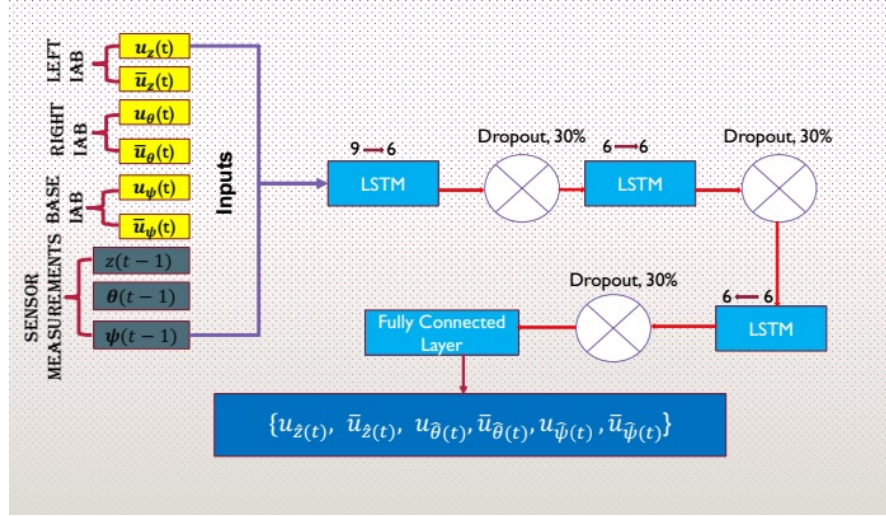 LEFT
IAB
u_z(t)
ū_z(t)
RIGHT
IAB
u_θ(t)
ū_θ(t)
BASE
IAB
u_ψ(t)
ū_ψ(t)
SENSOR
MEASUREMENTS
z(t − 1)
θ(t − 1)
ψ(t − 1)
Inputs
9 → 6
LSTM
Dropout, 30%
6 → 6
LSTM
Dropout, 30%
6 ← 6
LSTM
Dropout, 30%
Fully Connected
Layer
{u_ẑ(t), ū_ẑ(t), u_θ̂(t), ū_θ̂(t), u_ψ̂(t), ū_ψ̂(t)}